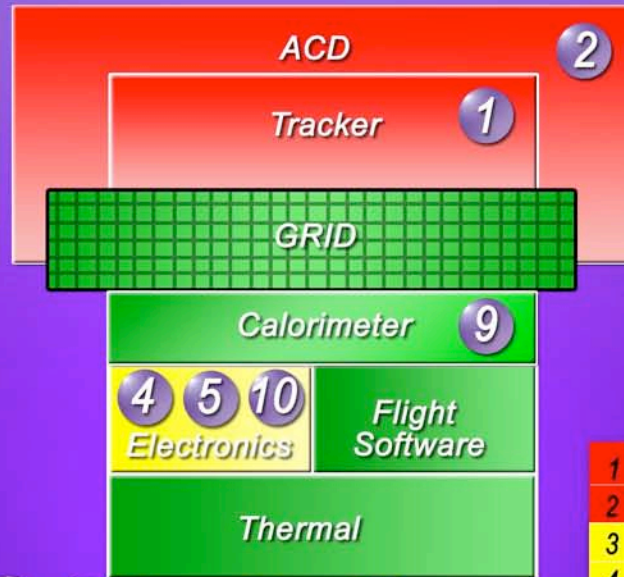 ACD
2
Tracker
1
GRID
Calorimeter
9
4 5 10
Electronics
Flight
Software
Thermal
1
2
3